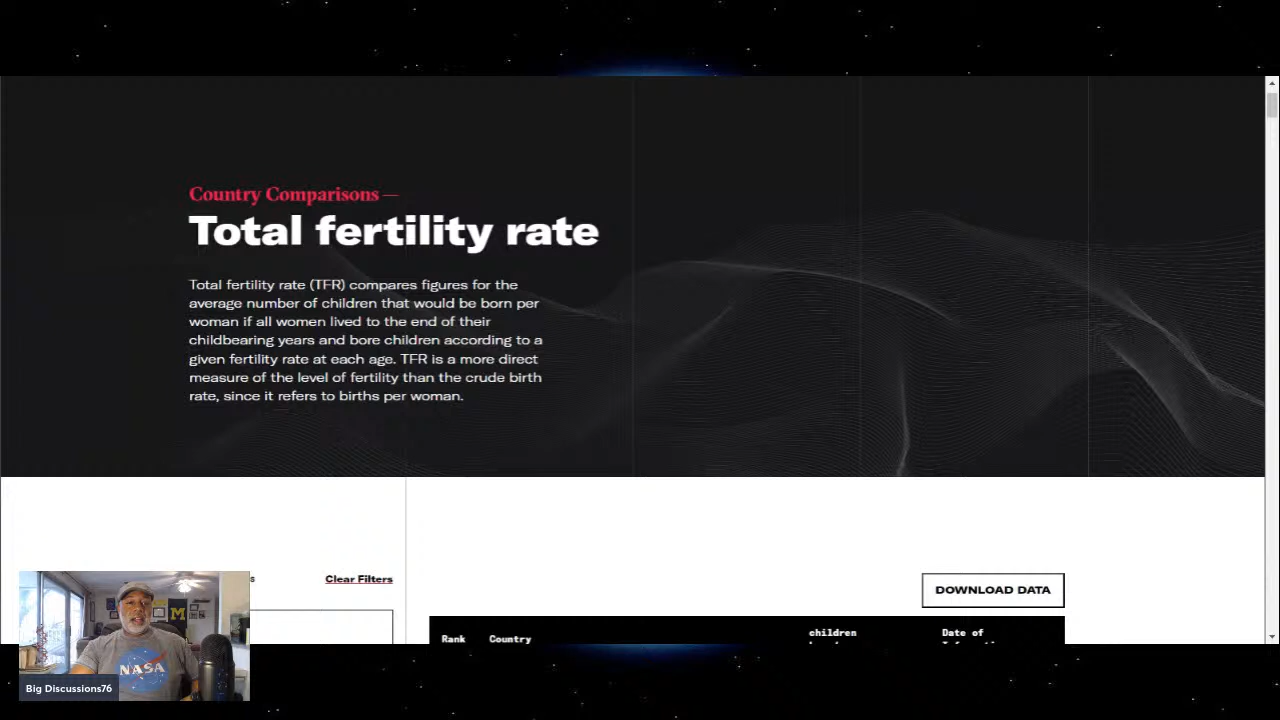 Country Comparisons —
Total fertility rate
Total fertility rate (TFR) compares figures for the
average number of children that would be born per
woman if all women lived to the end of their
childbearing years and bore children according to a
given fertility rate at each age. TFR is a more direct
measure of the level of fertility than the crude birth
rate, since it refers to births per woman.
s
Clear Filters
DOWNLOAD DATA
Rank Country children Date of
M
NASA
Big Discussions76